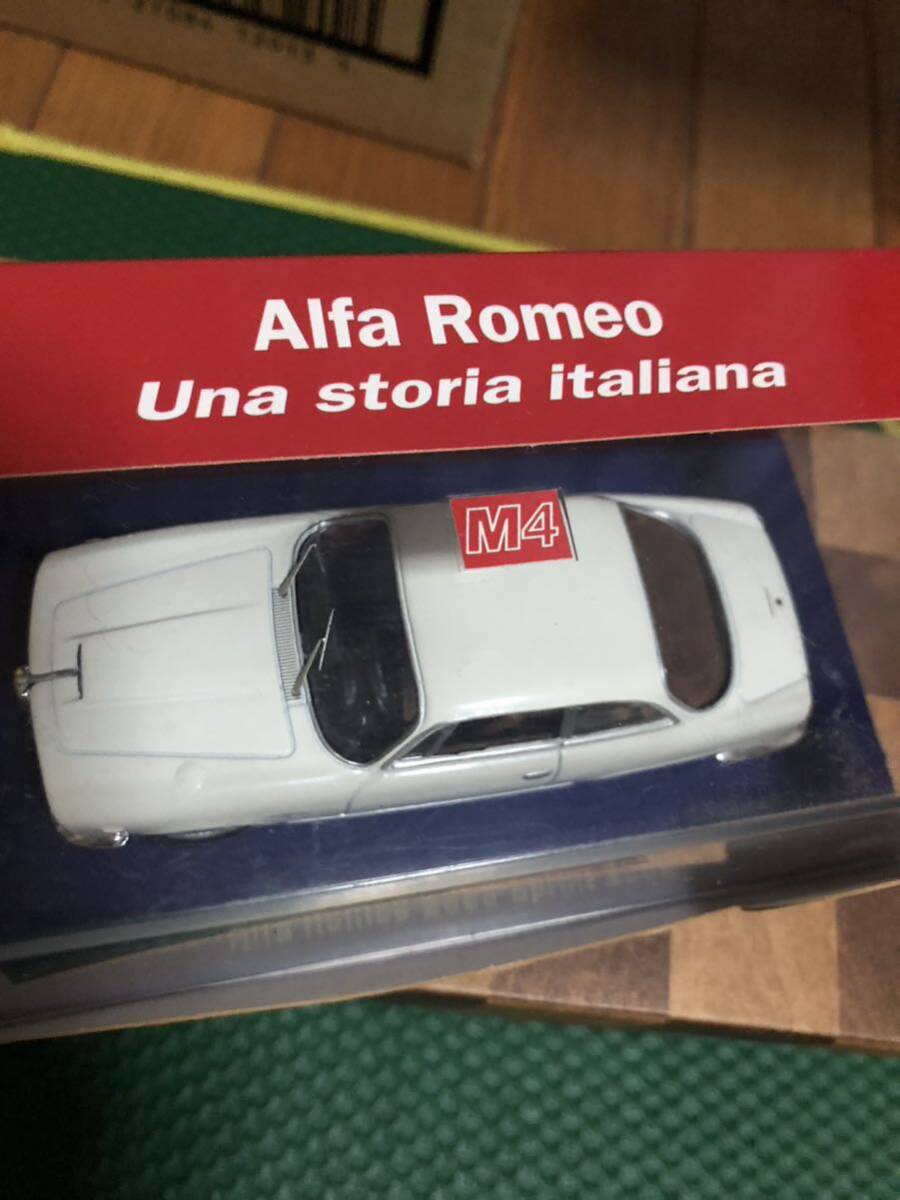 Alfa Romeo
Una storia italiana
M4